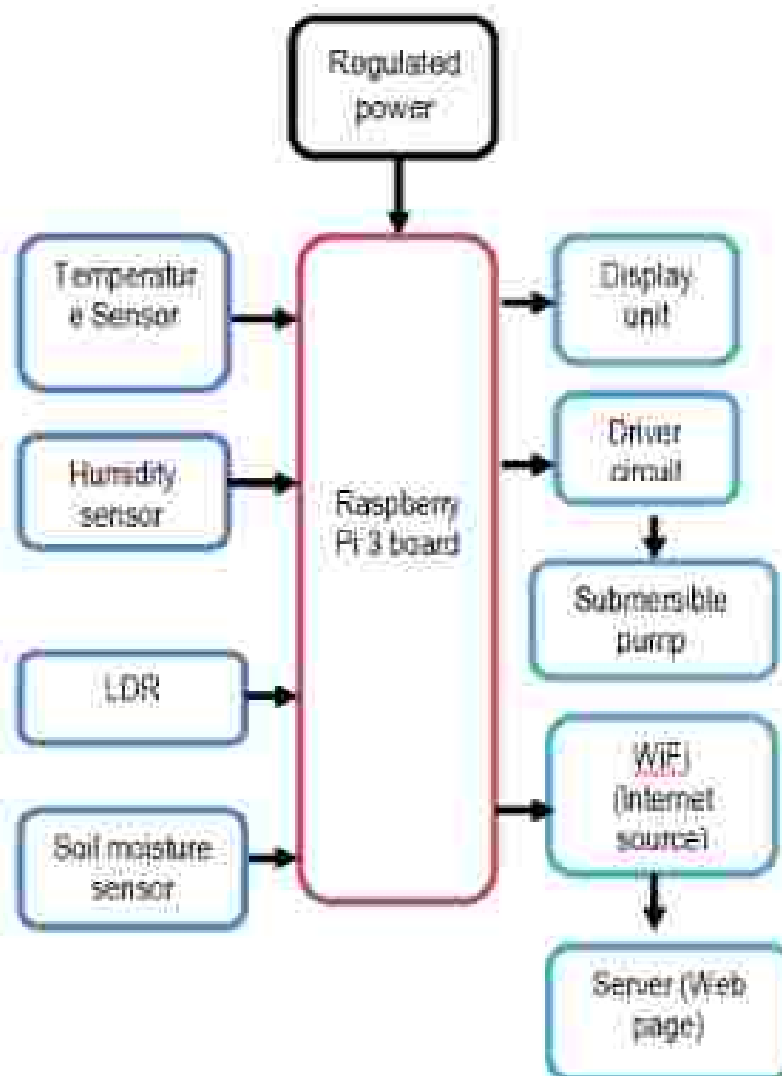 Rogulated
power
Temperatur
e Sensor
Humidity
sensor
LDR
Soil moisture
sensor
Raspberry
Pi 3 board
Display
unit
Driver
circuit
Submersible
pump
WiFi
(Internet
source)
Server (Web
page)